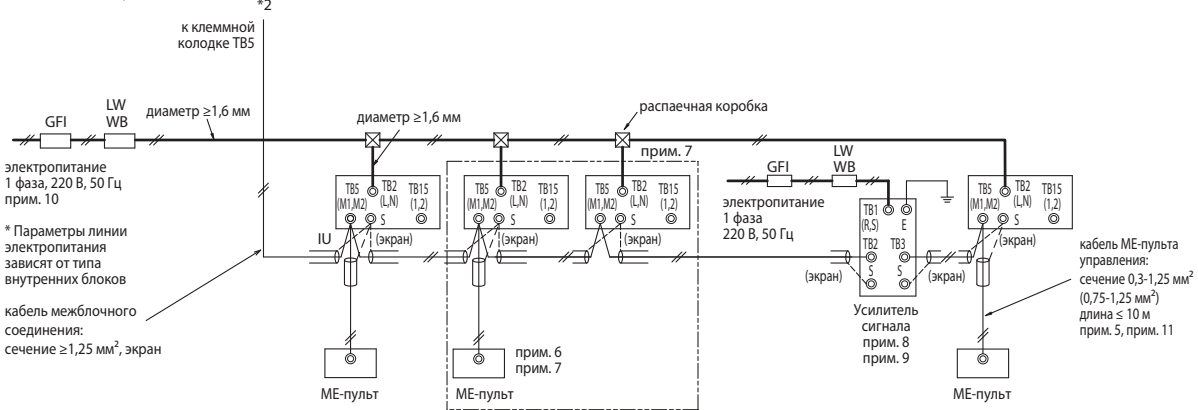 *2
к клеммной
колодке TB5
GFI
LW
WB
диаметр ≥1,6 мм
диаметр ≥1,6 мм
распаечная коробка
электропитание
1 фаза, 220 В, 50 Гц
прим. 10
* Параметры линии
электропитания
зависят от типа
внутренних блоков
кабель межблочного
соединения:
сечение ≥1,25 мм², экран
TB5
(M1,M2)
TB2
(L,N)
TB15
(1,2)
S
IU
(экран)
МЕ-пульт
прим. 7
TB5
(M1,M2)
TB2
(L,N)
TB15
(1,2)
S
(экран)
МЕ-пульт
прим. 6
прим. 7
TB5
(M1,M2)
TB2
(L,N)
TB15
(1,2)
S
(экран)
GFI
LW
WB
электропитание
1 фаза
220 В, 50 Гц
TB1
(R,S)
E
TB2
TB3
S
S
(экран)
(экран)
Усилитель
сигнала
прим. 8
прим. 9
TB5
(M1,M2)
TB2
(L,N)
TB15
(1,2)
S
(экран)
МЕ-пульт
кабель МЕ-пульта
управления:
сечение 0,3-1,25 мм²
(0,75-1,25 мм²)
длина ≤ 10 м
прим. 5, прим. 11